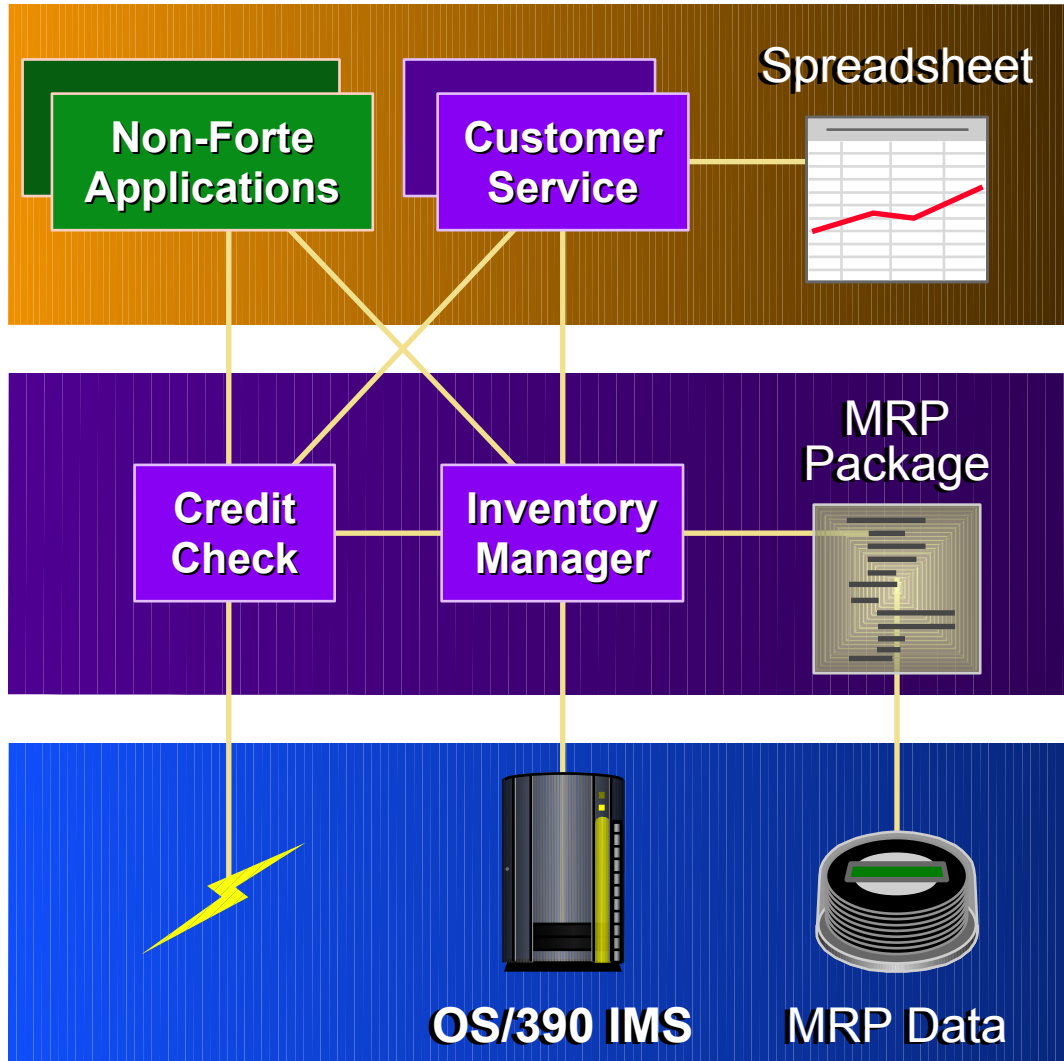 Spreadsheet
Non-Forte
Applications
Customer
Service
MRP
Package
Credit
Check
Inventory
Manager
OS/390 IMS
MRP Data